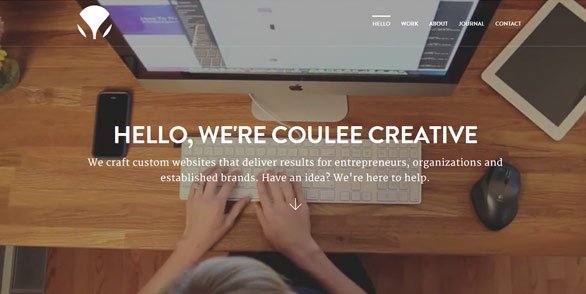 HELLO WORK ABOUT JOURNAL CONTACT
HELLO, WE'RE COULEE CREATIVE
We craft custom websites that deliver results for entrepreneurs, organizations and
established brands. Have an idea? We're here to help.